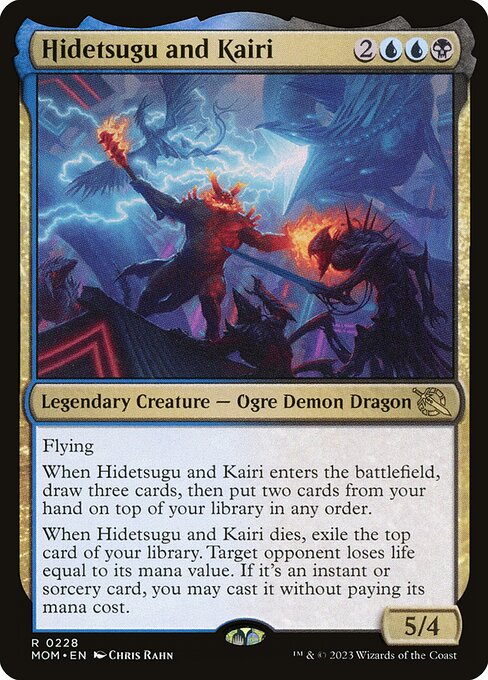 Hidetsugu and Kairi 2
Legendary Creature — Ogre Demon Dragon
Flying
When Hidetsugu and Kairi enters the battlefield,
draw three cards, then put two cards from your
hand on top of your library in any order.
When Hidetsugu and Kairi dies, exile the top
card of your library. Target opponent loses life
equal to its mana value. If it's an instant or
sorcery card, you may cast it without paying its
mana cost.
5/4
R 0228
MOM • EN Chris Rahn
™ & © 2023 Wizards of the Coast